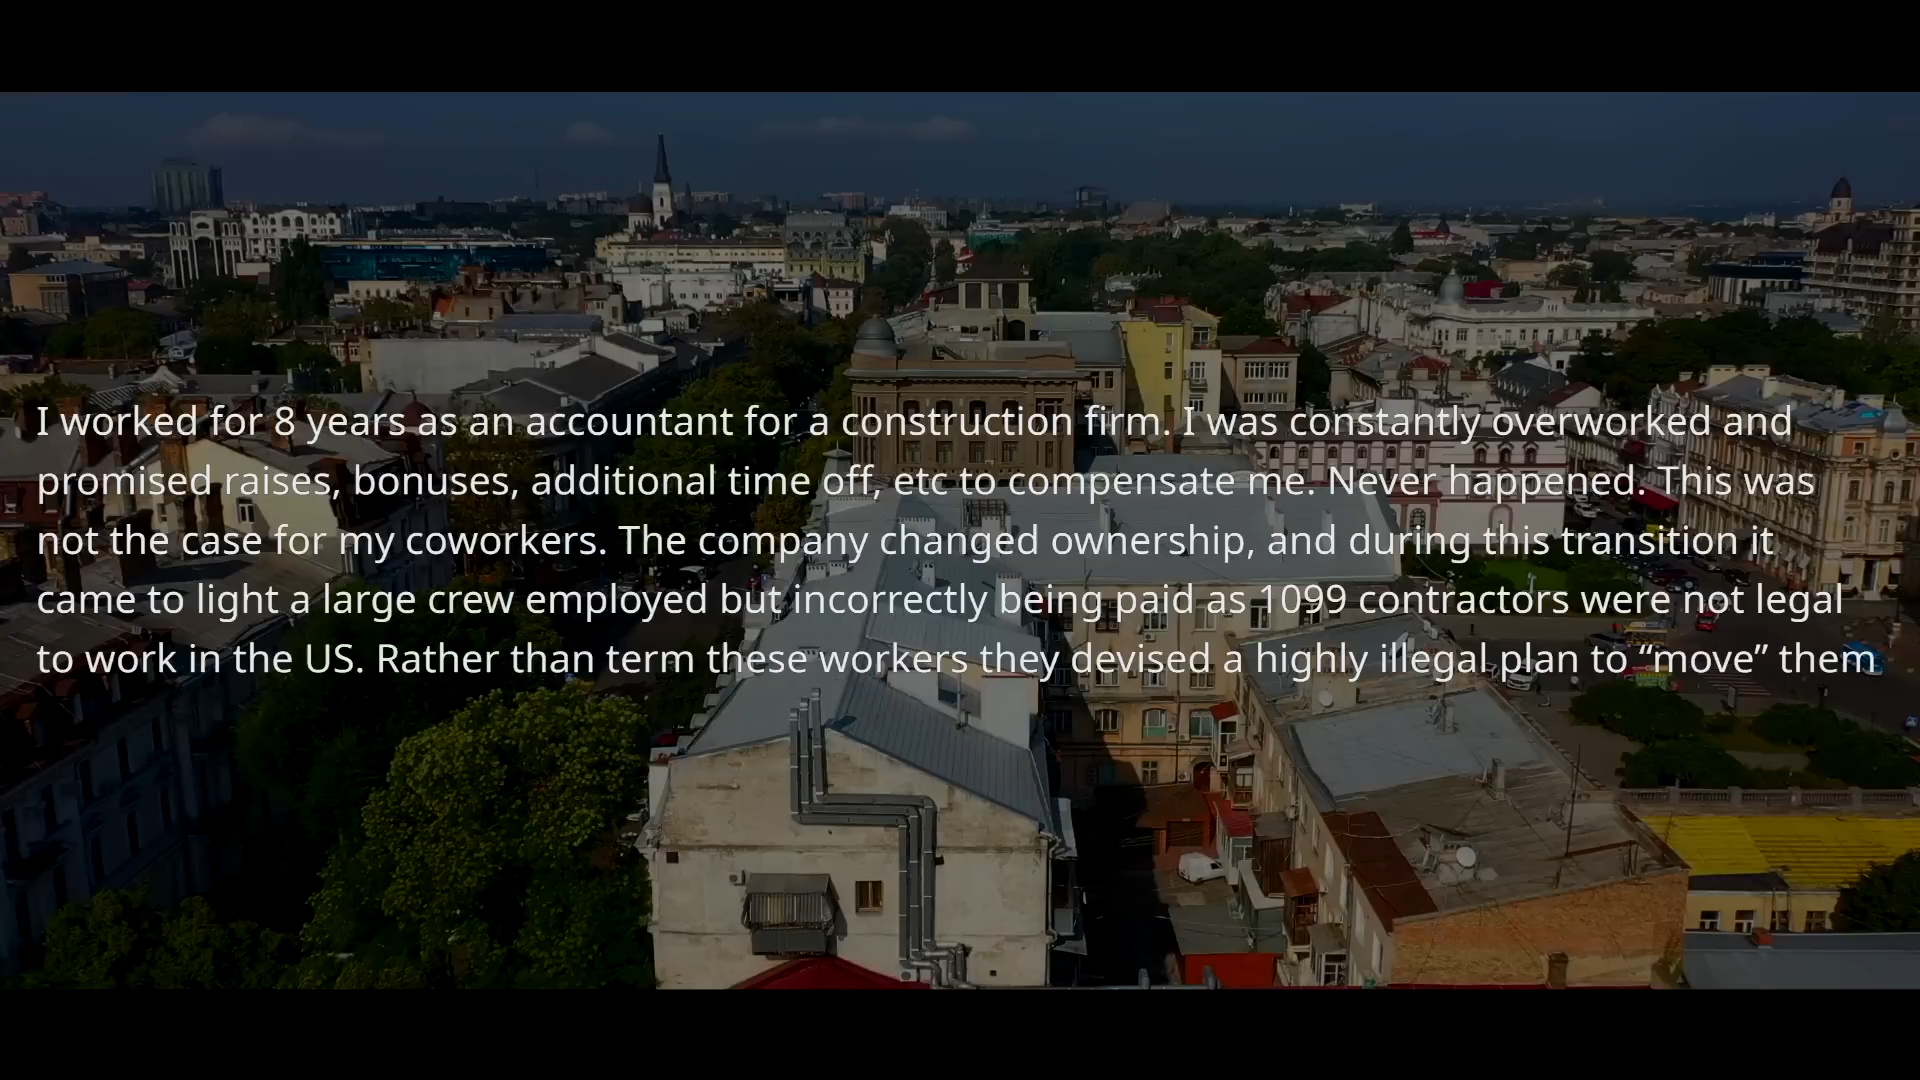 I worked for 8 years as an accountant for a construction firm. I was constantly overworked and
promised raises, bonuses, additional time off, etc to compensate me. Never happened. This was
not the case for my coworkers. The company changed ownership, and during this transition it
came to light a large crew employed but incorrectly being paid as 1099 contractors were not legal
to work in the US. Rather than term these workers they devised a highly illegal plan to “move” them